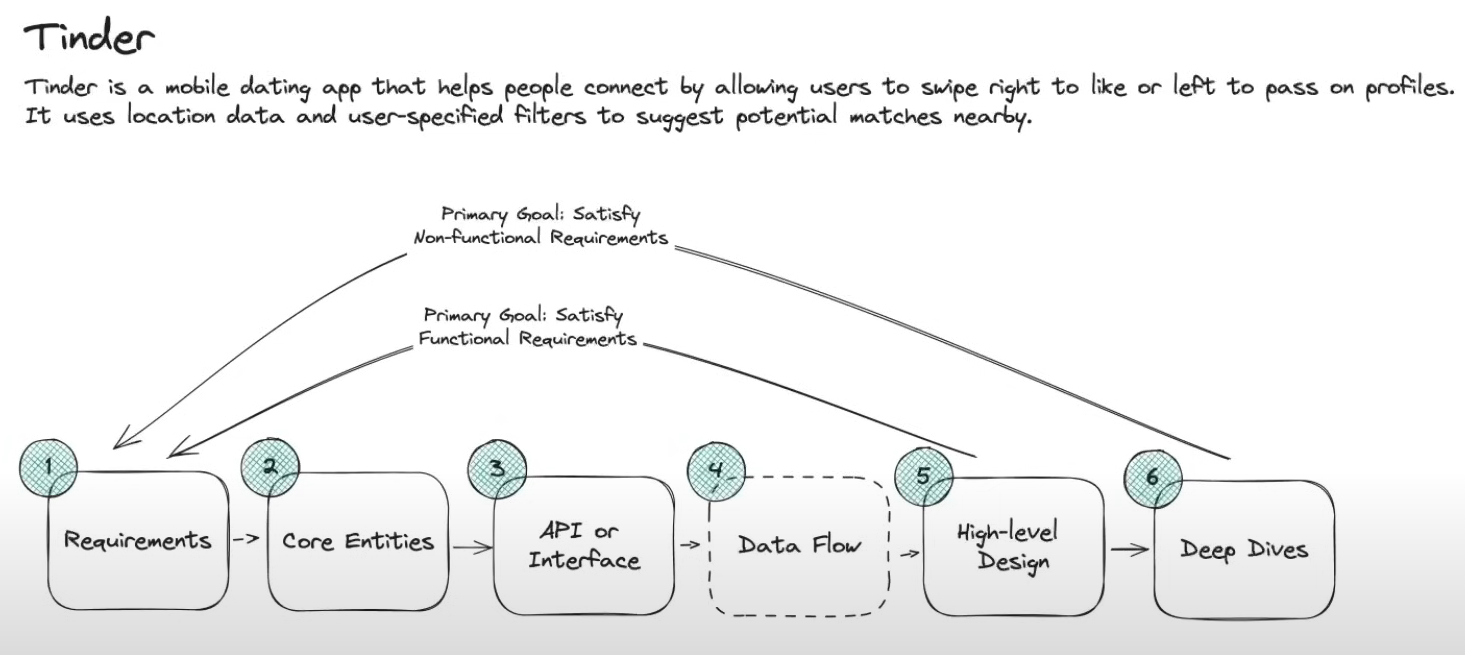 Tinder
Tinder is a mobile dating app that helps people connect by allowing users to swipe right to like or left to pass on profiles.
It uses location data and user-specified filters to suggest potential matches nearby.
Primary Goal: Satisfy
Non-functional Requirements
Primary Goal: Satisfy
Functional Requirements
1
Requirements
2
Core Entities
3
API or
Interface
4
Data Flow
5
High-level
Design
6
Deep Dives